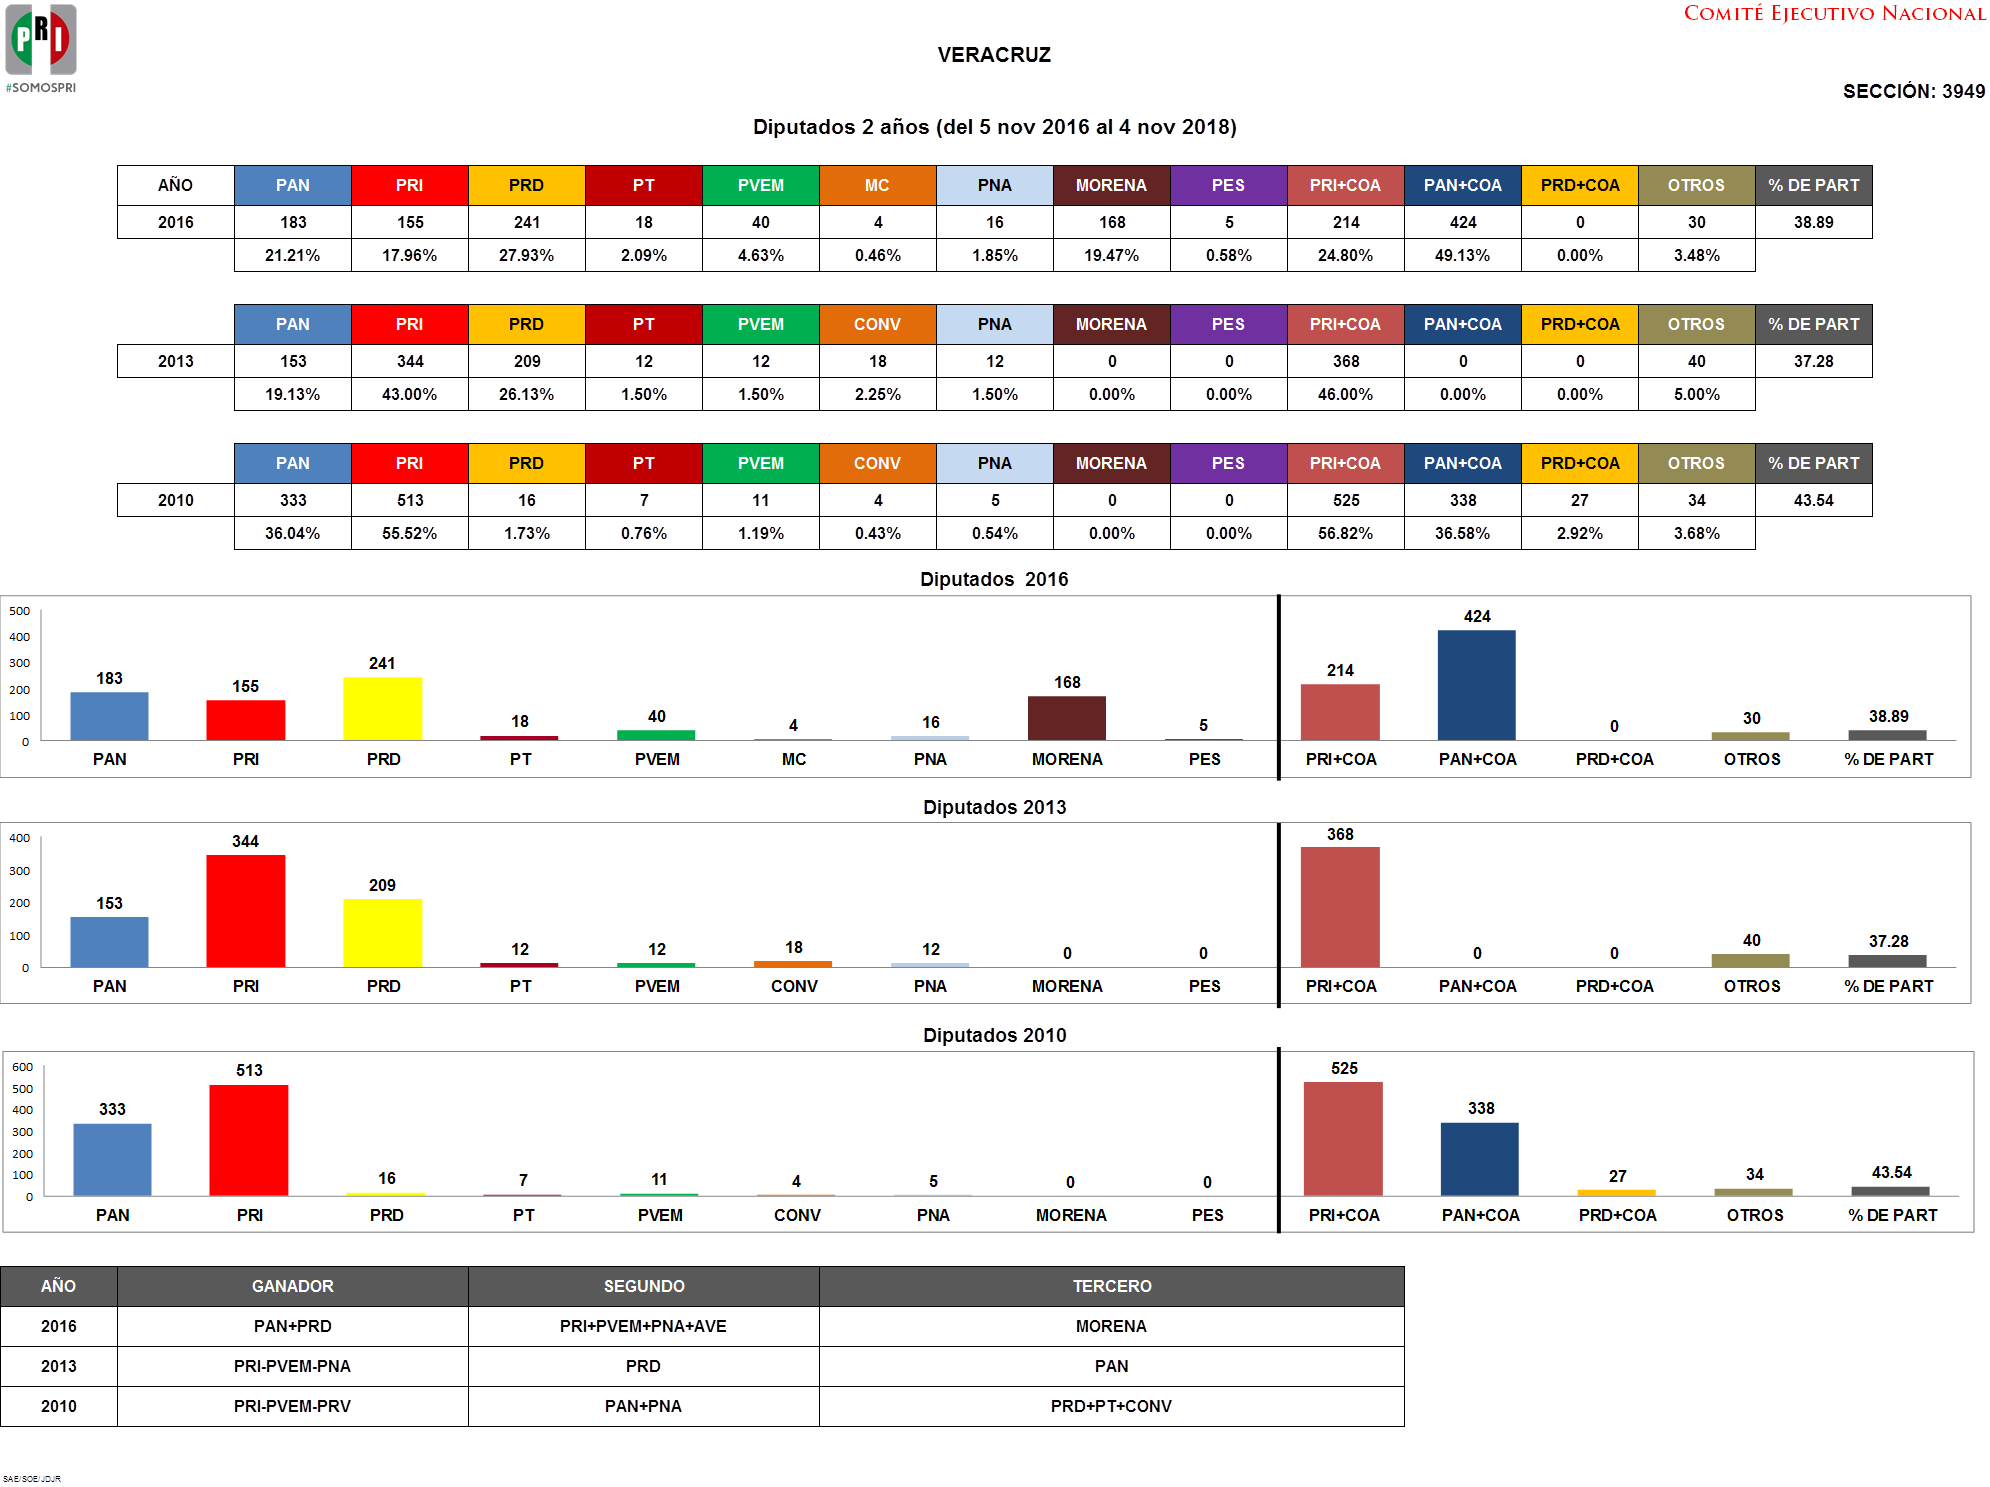 PRI
#SOMOSPRI
COMITÉ EJECUTIVO NACIONAL
VERACRUZ
SECCIÓN: 3949
Diputados 2 años (del 5 nov 2016 al 4 nov 2018)
AÑO PAN PRI PRD PT PVEM MC PNA MORENA PES PRI+COA PAN+COA PRD+COA OTROS % DE PART
2016 183 155 241 18 40 4 16 168 5 214 424 0 30 38.89
21.21% 17.96% 27.93% 2.09% 4.63% 0.46% 1.85% 19.47% 0.58% 24.80% 49.13% 0.00% 3.48%
PAN PRI PRD PT PVEM CONV PNA MORENA PES PRI+COA PAN+COA PRD+COA OTROS % DE PART
2013 153 344 209 12 12 18 12 0 0 368 0 0 40 37.28
19.13% 43.00% 26.13% 1.50% 1.50% 2.25% 1.50% 0.00% 0.00% 46.00% 0.00% 0.00% 5.00%
PAN PRI PRD PT PVEM CONV PNA MORENA PES PRI+COA PAN+COA PRD+COA OTROS % DE PART
2010 333 513 16 7 11 4 5 0 0 525 338 27 34 43.54
36.04% 55.52% 1.73% 0.76% 1.19% 0.43% 0.54% 0.00% 0.00% 56.82% 36.58% 2.92% 3.68%
Diputados 2016
500
400
300
200
100
0
183 155 241 18 40 4 16 168 5 214 424 0 30 38.89
PAN PRI PRD PT PVEM MC PNA MORENA PES PRI+COA PAN+COA PRD+COA OTROS % DE PART
Diputados 2013
400
300
200
100
0
153 344 209 12 12 18 12 0 0 368 0 0 40 37.28
PAN PRI PRD PT PVEM CONV PNA MORENA PES PRI+COA PAN+COA PRD+COA OTROS % DE PART
Diputados 2010
600
500
400
300
200
100
0
333 513 16 7 11 4 5 0 0 525 338 27 34 43.54
PAN PRI PRD PT PVEM CONV PNA MORENA PES PRI+COA PAN+COA PRD+COA OTROS % DE PART
AÑO GANADOR SEGUNDO TERCERO
2016 PAN+PRD PRI+PVEM+PNA+AVE MORENA
2013 PRI-PVEM-PNA PRD PAN
2010 PRI-PVEM-PRV PAN+PNA PRD+PT+CONV
SAE/SOE/JDJR